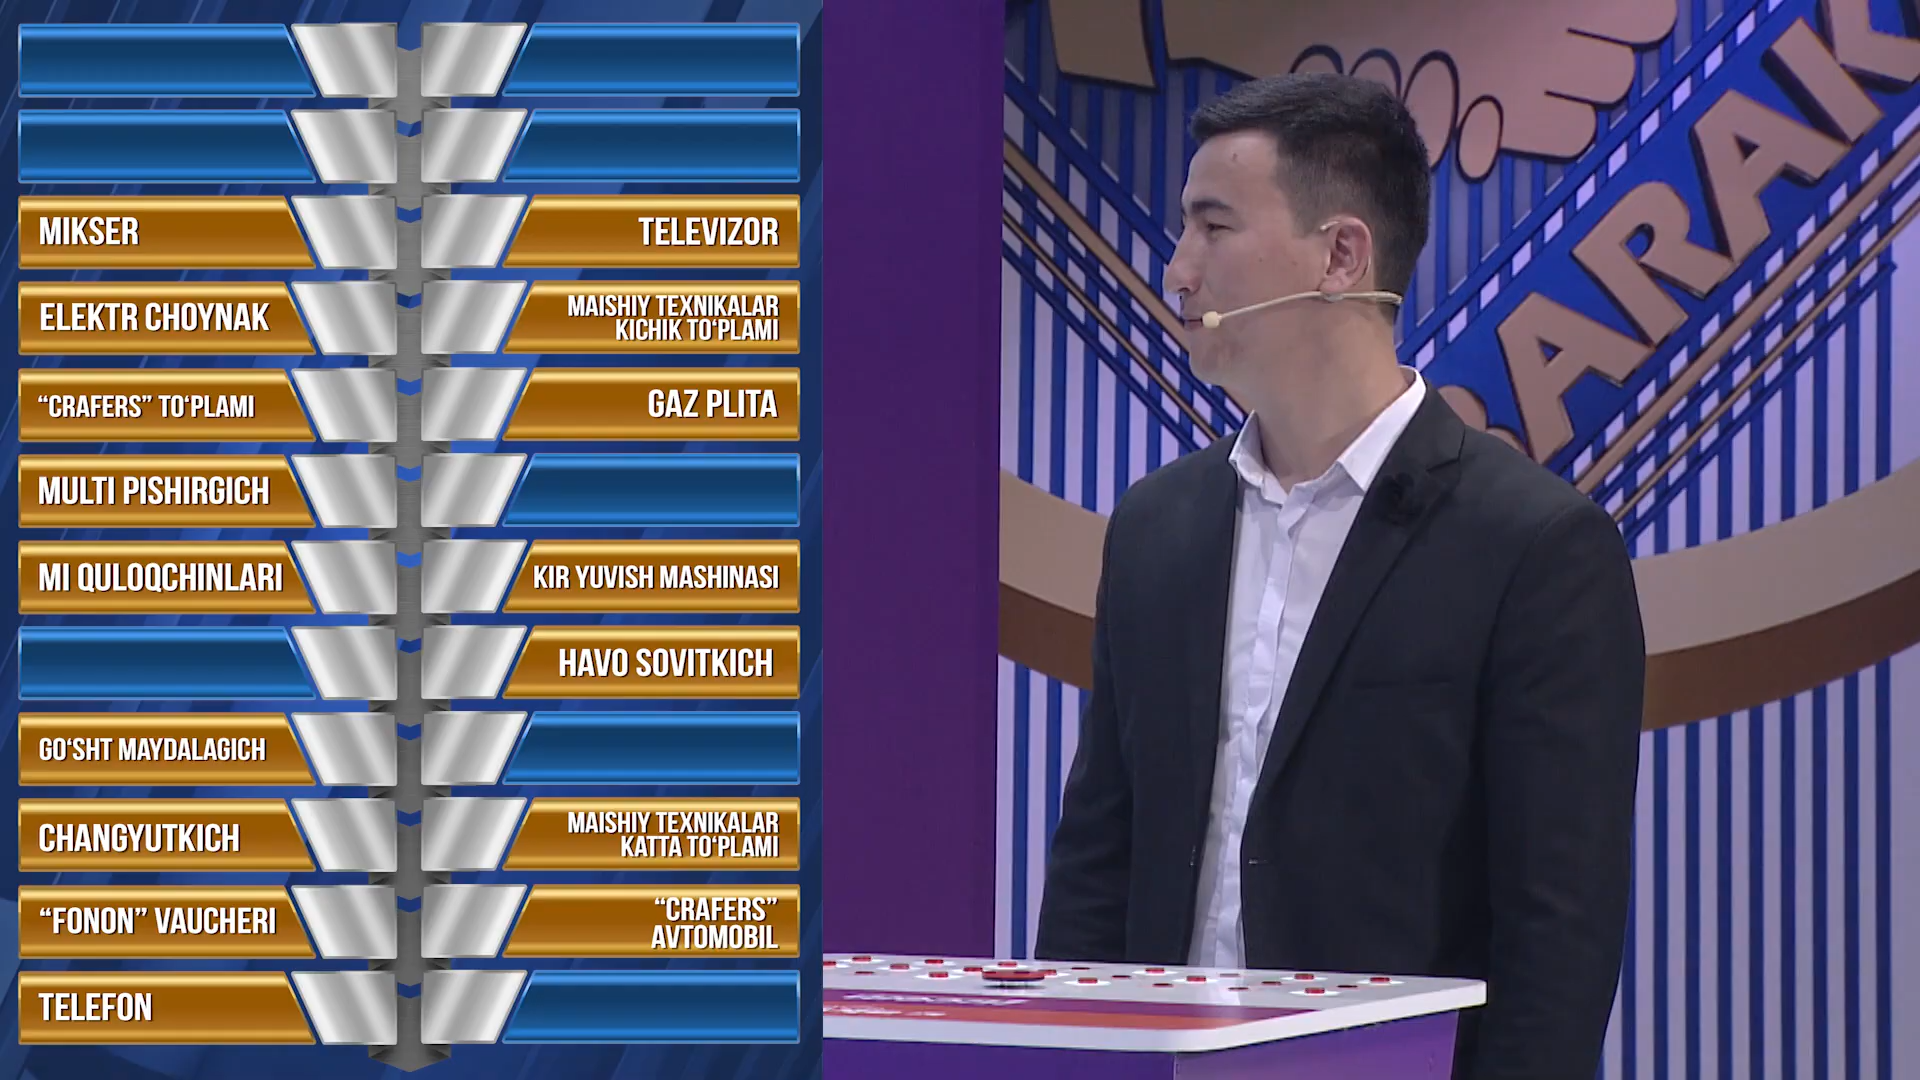 MIKSER
TELEVIZOR
ELEKTR CHOYNAK
MAISHIY TEXNIKALAR
KICHIK TO‘PLAMI
“CRAFERS” TO‘PLAMI
GAZ PLITA
MULTI PISHIRGICH
MI QULOQCHINLARI
KIR YUVISH MASHINASI
HAVO SOVITKICH
GO‘SHT MAYDALAGICH
CHANGYUTKICH
MAISHIY TEXNIKALAR
KATTA TO‘PLAMI
“FONON” VAUCHERI
“CRAFERS”
AVTOMOBIL
TELEFON